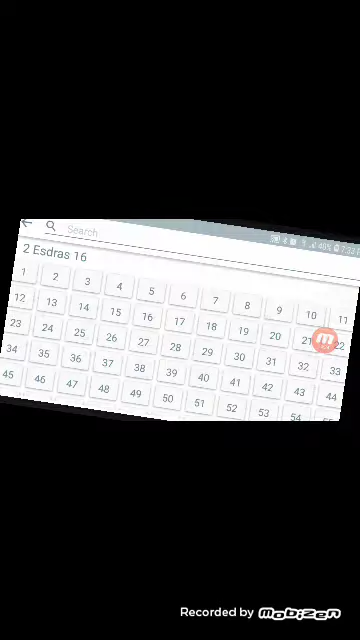 Search
40% 7:33
2 Esdras 16
1 2 3 4 5 6 7 8 9 10 11
12 13 14 15 16 17 18 19 20 21 22
23 24 25 26 27 28 29 30 31 32 33
34 35 36 37 38 39 40 41 42 43 44
45 46 47 48 49 50 51 52 53 54
Recorded by mobizen